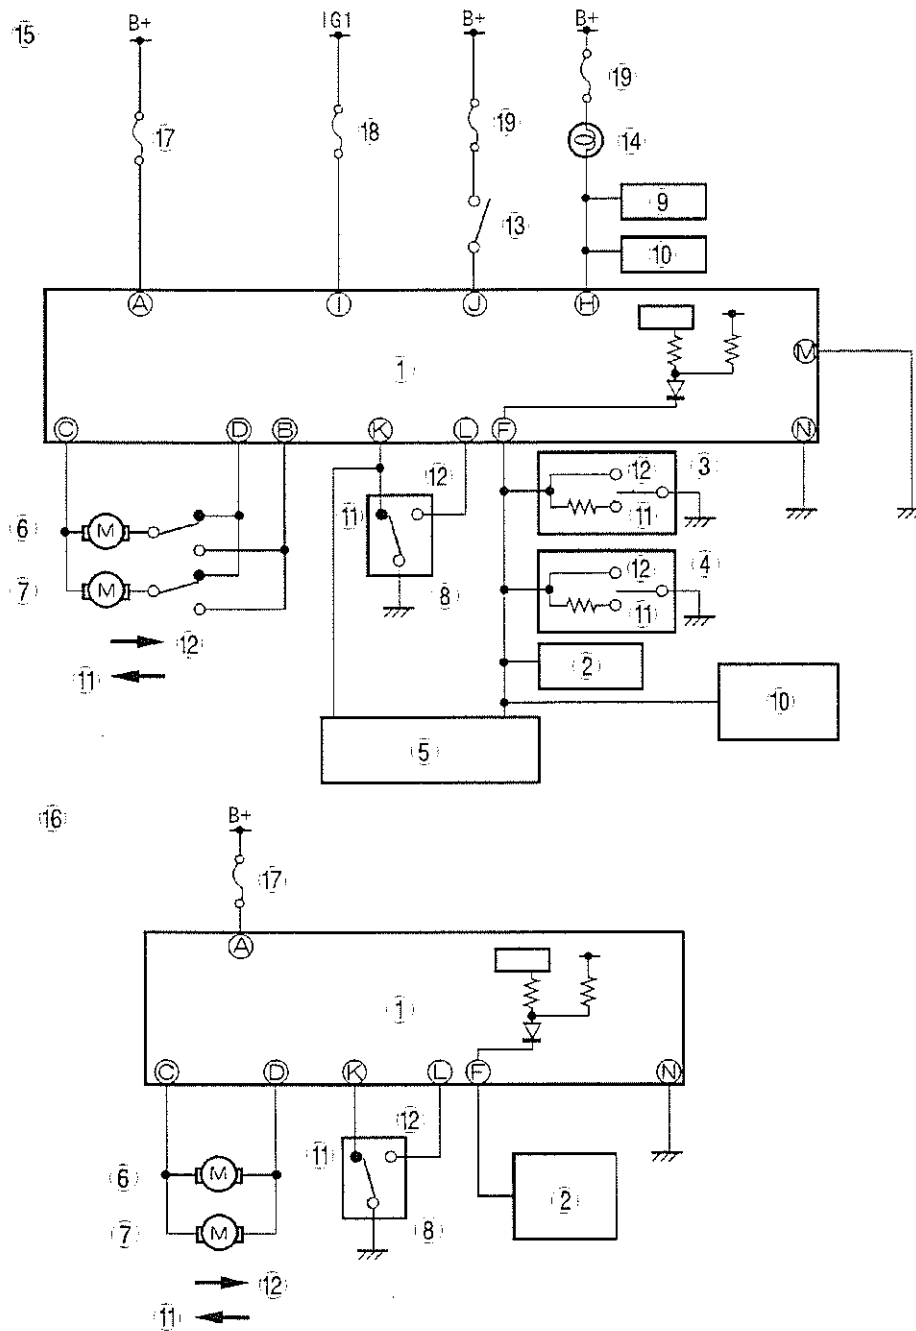 ⑮ B+ IG1 B+ B+
⑲
⑰ ⑱ ⑲ ⑭
⑬ ⑨
⑩
Ⓐ Ⓘ Ⓙ Ⓗ
① Ⓜ
Ⓒ Ⓓ Ⓑ Ⓚ Ⓛ Ⓕ Ⓝ
⑫ ⑫ ③
⑥ M ⑪ ⑪
⑦ M ⑧ ⑫ ④
⑪
⑫ ②
⑪ ⑩
⑤
⑯ B+
⑰
Ⓐ
①
Ⓒ Ⓓ Ⓚ Ⓛ Ⓕ Ⓝ
⑫
⑥ M ⑪ ②
⑦ M ⑧
⑫
⑪